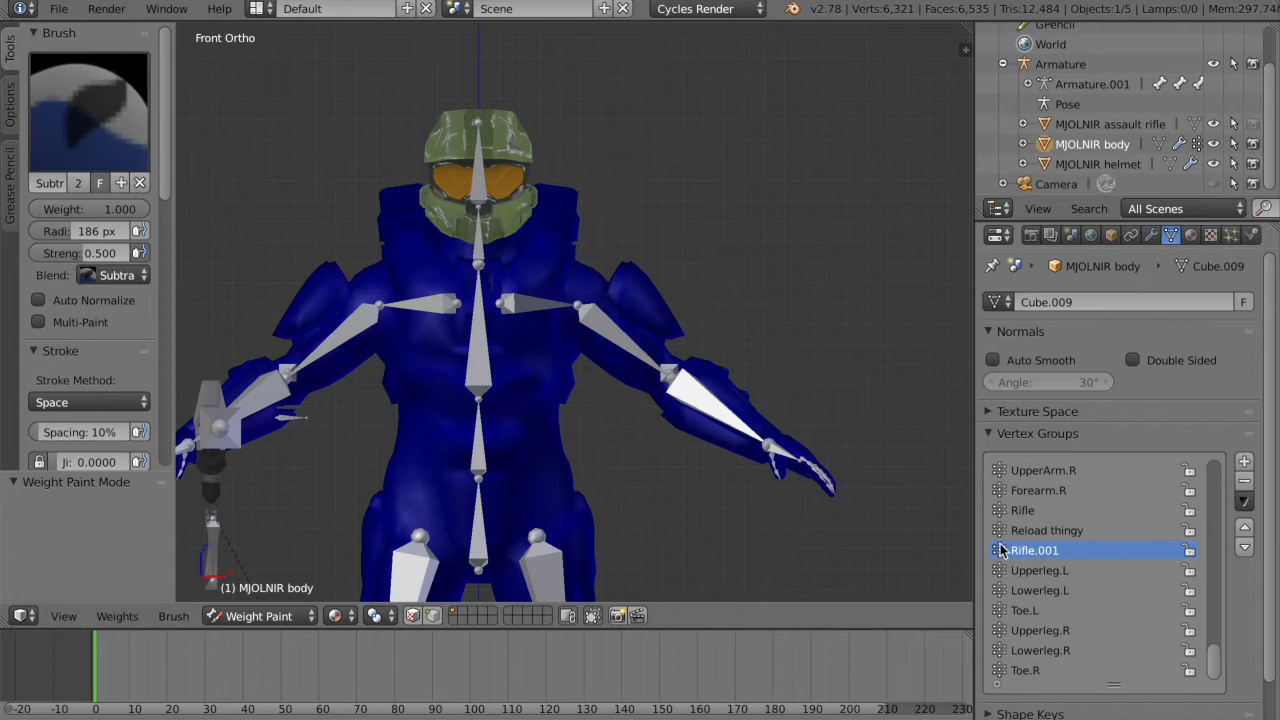 File Render Window Help Default Scene Cycles Render v2.78 | Verts:6,321 | Faces:6,535 | Tris:12,484 | Objects:1/5 | Lamps:0/0 | Mem:297.74
Tools
Options
Grease Pencil
Brush
Subtr 2 F
Weight: 1.000
Radi: 186 px
Streng: 0.500
Blend: Subtra
Auto Normalize
Multi-Paint
Stroke
Stroke Method:
Space
Spacing: 10%
Ji: 0.0000
Weight Paint Mode
Front Ortho
(1) MJOLNIR body
View Weights Brush Weight Paint
-20 -10 0 10 20 30 40 50 60 70 80 90 100 110 120 130 140 150 160 170 180 190 200 210 220 230
GPencil
World
Armature
Armature.001
Pose
MJOLNIR assault rifle
MJOLNIR body
MJOLNIR helmet
Camera
View Search All Scenes
MJOLNIR body Cube.009
Cube.009 F
Normals
Auto Smooth Double Sided
Angle: 30°
Texture Space
Vertex Groups
UpperArm.R
Forearm.R
Rifle
Reload thingy
Rifle.001
Upperleg.L
Lowerleg.L
Toe.L
Upperleg.R
Lowerleg.R
Toe.R
Shape Keys